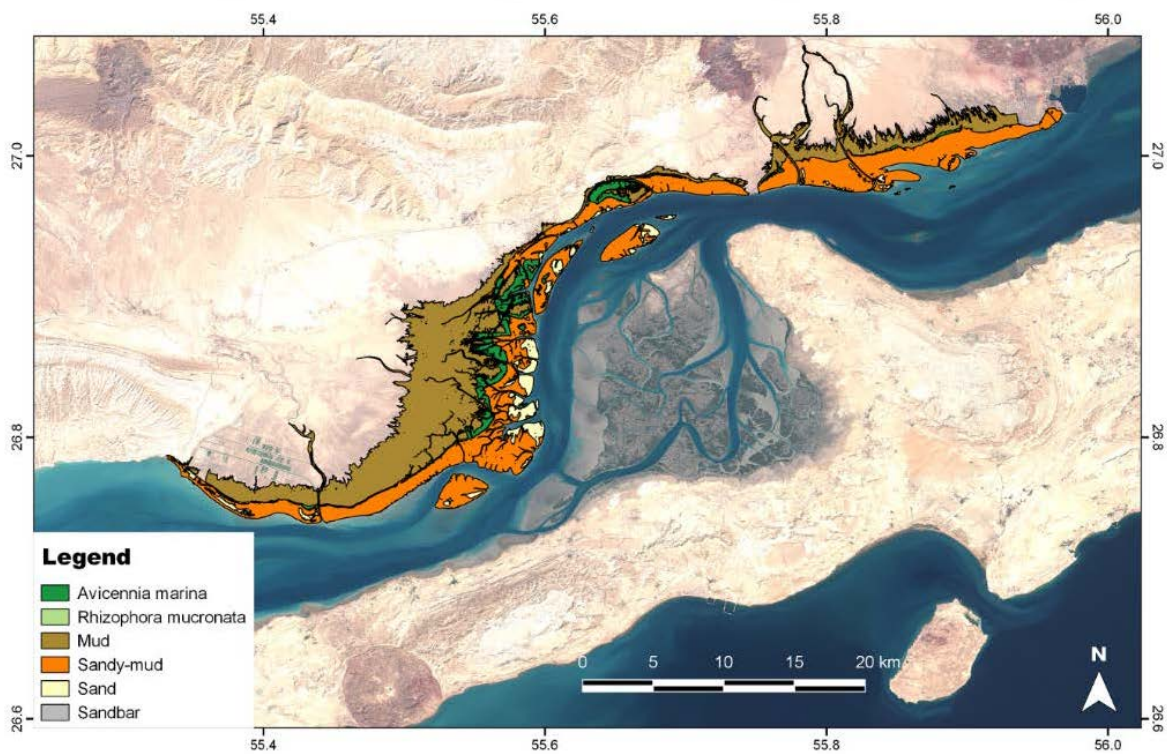 55.4 55.6 55.8 56.0
27.0 27.0
26.8 26.8
Legend
Avicennia marina
Rhizophora mucronata
Mud
Sandy-mud
Sand
Sandbar
0 5 10 15 20 km
N
26.6 26.6
55.4 55.6 55.8 56.0